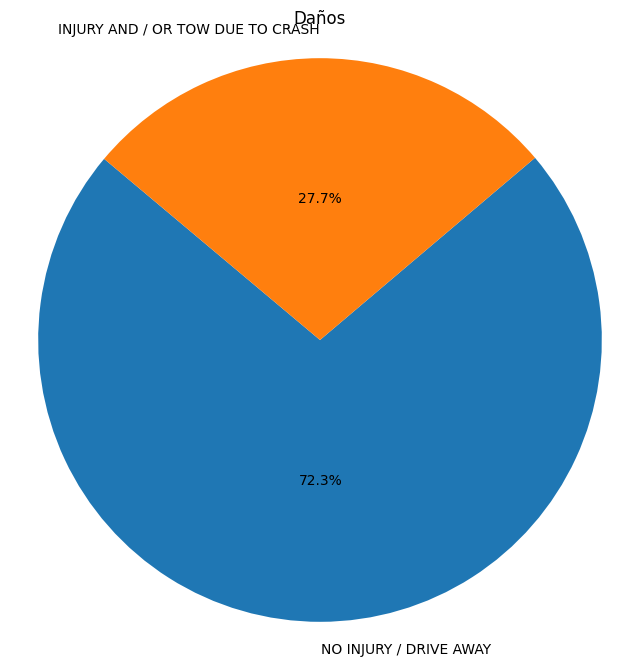 Daños
INJURY AND / OR TOW DUE TO CRASH
27.7%
72.3%
NO INJURY / DRIVE AWAY